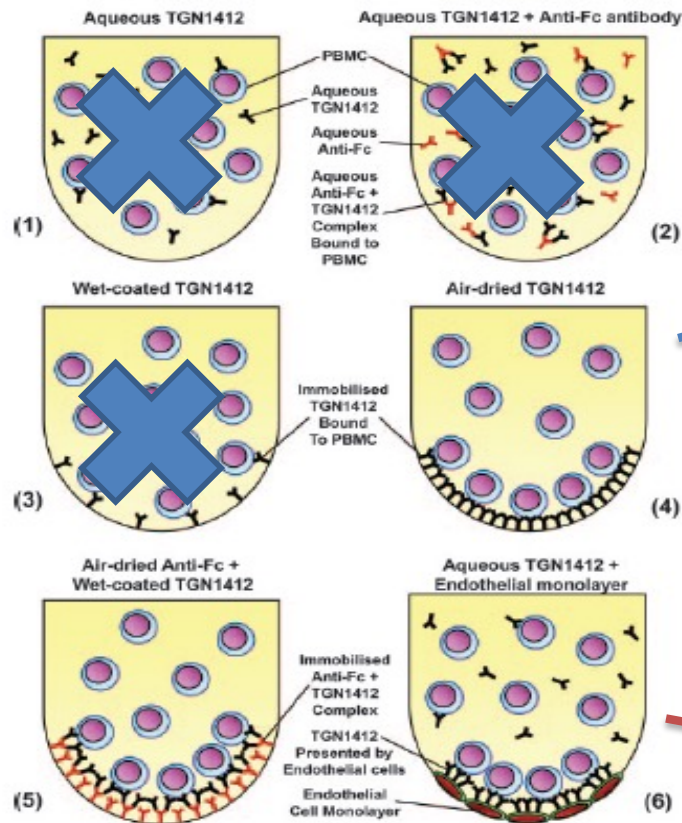 Aqueous TGN1412
Aqueous TGN1412 + Anti-Fc antibody
PBMC
Aqueous
TGN1412
Aqueous
Anti-Fc
Aqueous
Anti-Fc +
TGN1412
Complex
Bound to
PBMC
(1)
(2)
Wet-coated TGN1412
Air-dried TGN1412
Immobilised
TGN1412
Bound
To PBMC
(3)
(4)
Air-dried Anti-Fc +
Wet-coated TGN1412
Aqueous TGN1412 +
Endothelial monolayer
Immobilised
Anti-Fc +
TGN1412
Complex
TGN1412
Presented by
Endothelial cells
Endothelial
Cell Monolayer
(5)
(6)